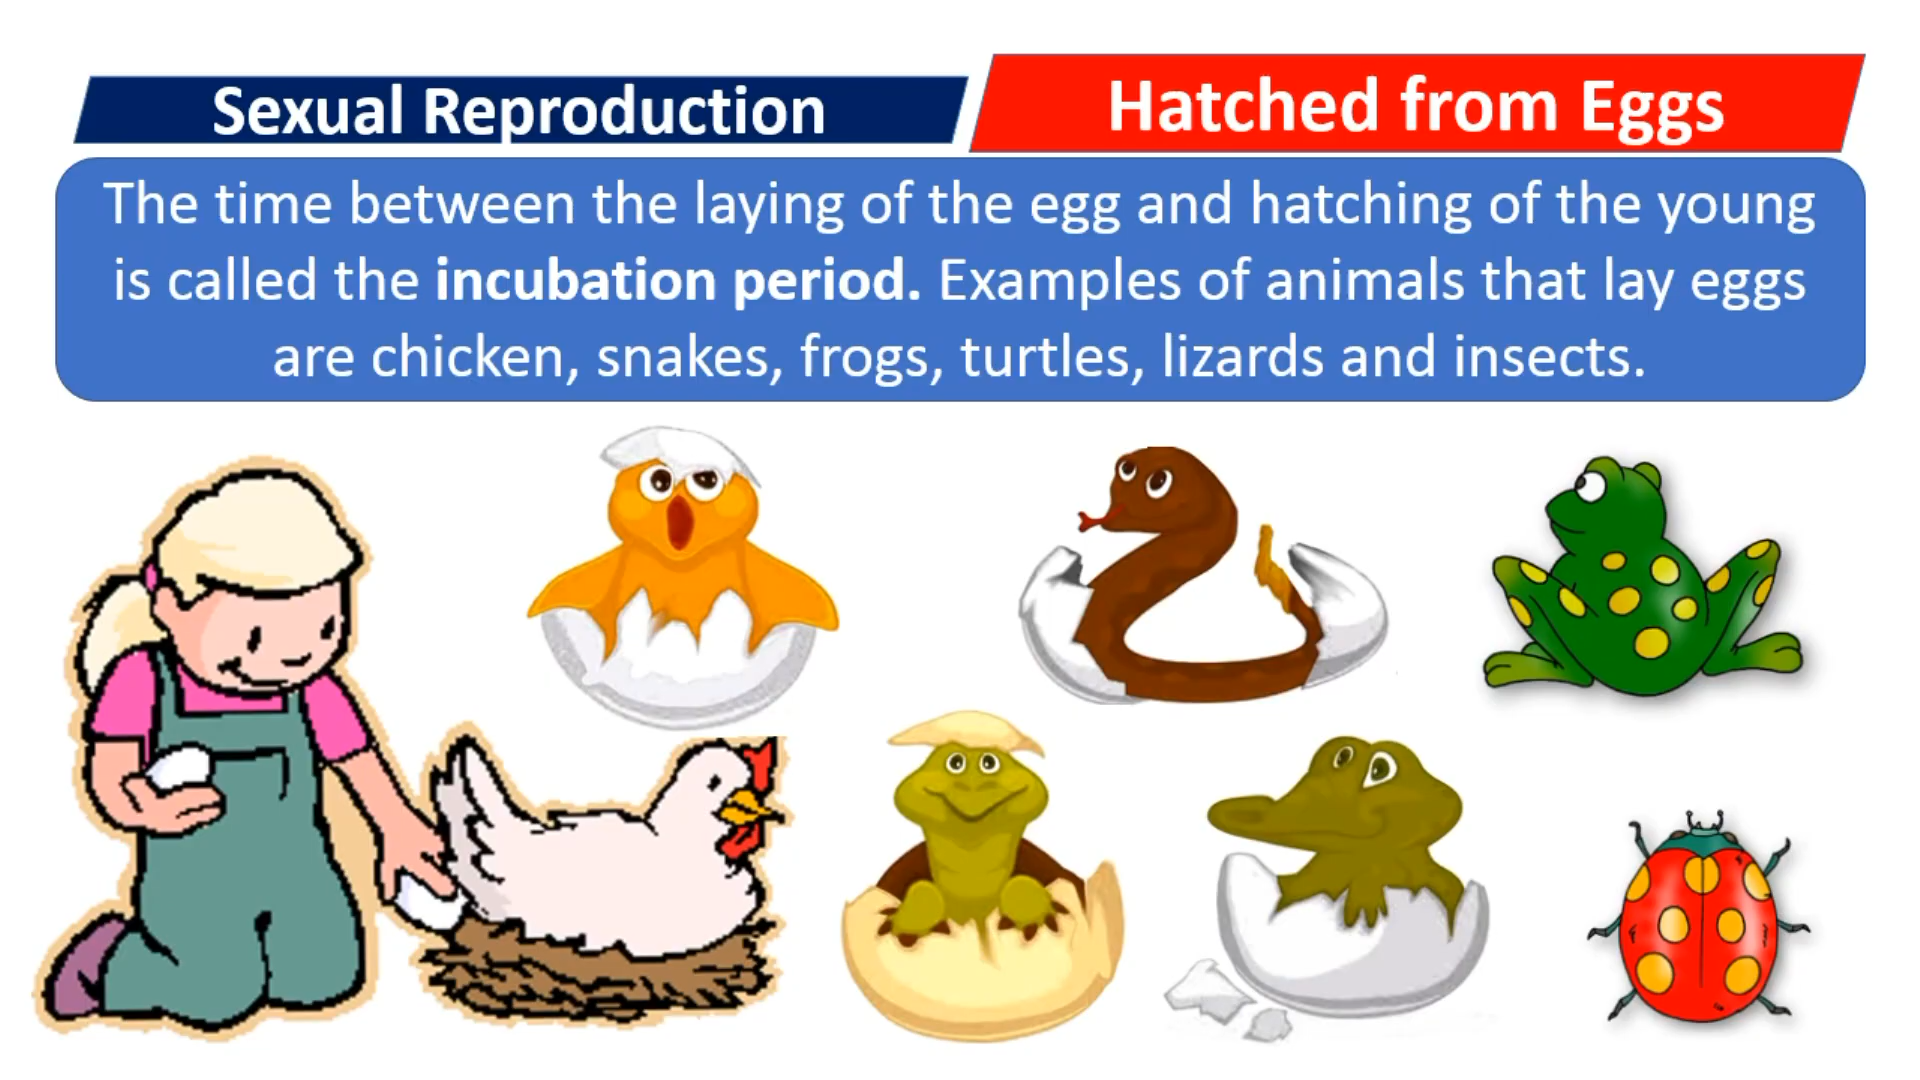 Sexual Reproduction
Hatched from Eggs
The time between the laying of the egg and hatching of the young
is called the incubation period. Examples of animals that lay eggs
are chicken, snakes, frogs, turtles, lizards and insects.